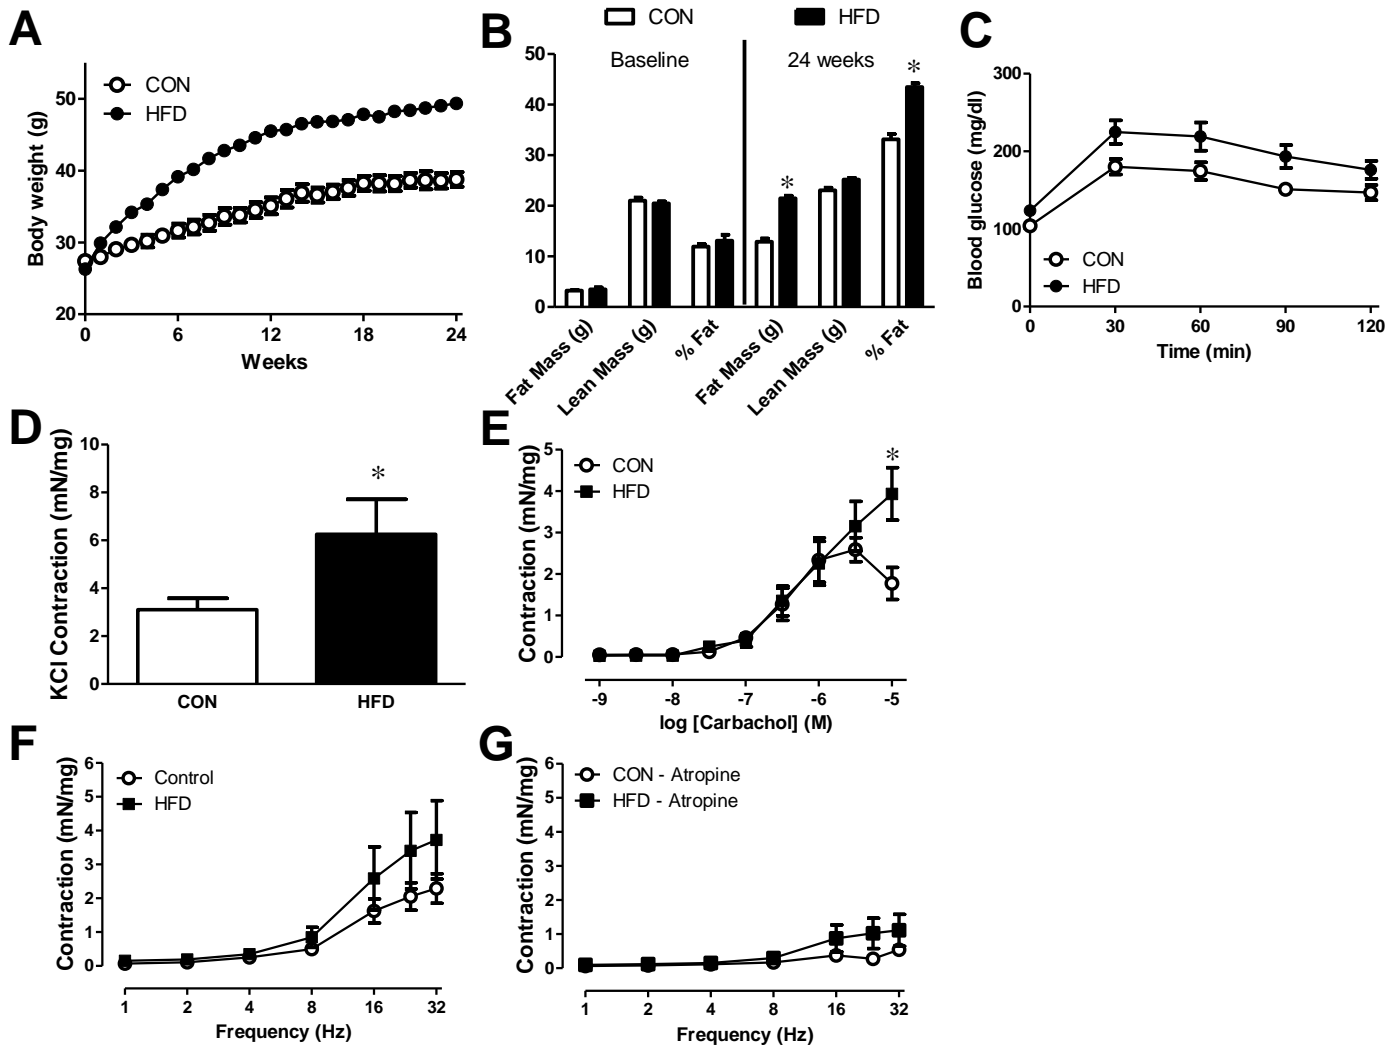 A
Body weight (g)
50
40
30
20
CON
HFD
0 6 12 18 24
Weeks
B
CON HFD
Baseline 24 weeks
50
40
30
20
10
0
*
*
Fat Mass (g) Lean Mass (g) % Fat Fat Mass (g) Lean Mass (g) % Fat
C
Blood glucose (mg/dl)
300
200
100
0
CON
HFD
0 30 60 90 120
Time (min)
D
KCl Contraction (mN/mg)
10
8
6
4
2
0
*
CON HFD
E
Contraction (mN/mg)
5
4
3
2
1
0
CON
HFD
*
-9 -8 -7 -6 -5
log [Carbachol] (M)
F
Contraction (mN/mg)
6
5
4
3
2
1
0
Control
HFD
1 2 4 8 16 32
Frequency (Hz)
G
Contraction (mN/mg)
6
5
4
3
2
1
0
CON - Atropine
HFD - Atropine
1 2 4 8 16 32
Frequency (Hz)